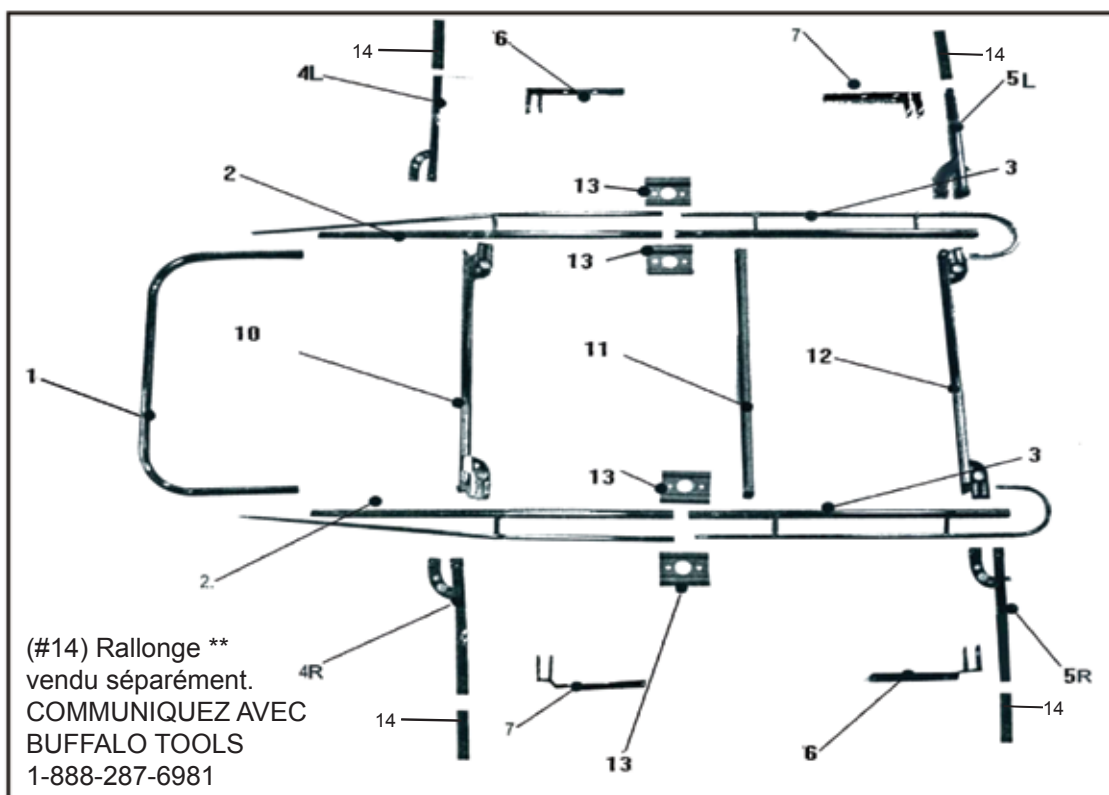 14
6
7
14
4L
5L
2
13
3
13
10
11
12
1
13
3
2.
(#14) Rallonge **
vendu séparément.
COMMUNIQUEZ AVEC
BUFFALO TOOLS
1-888-287-6981
4R
5R
14
7
6
14
13